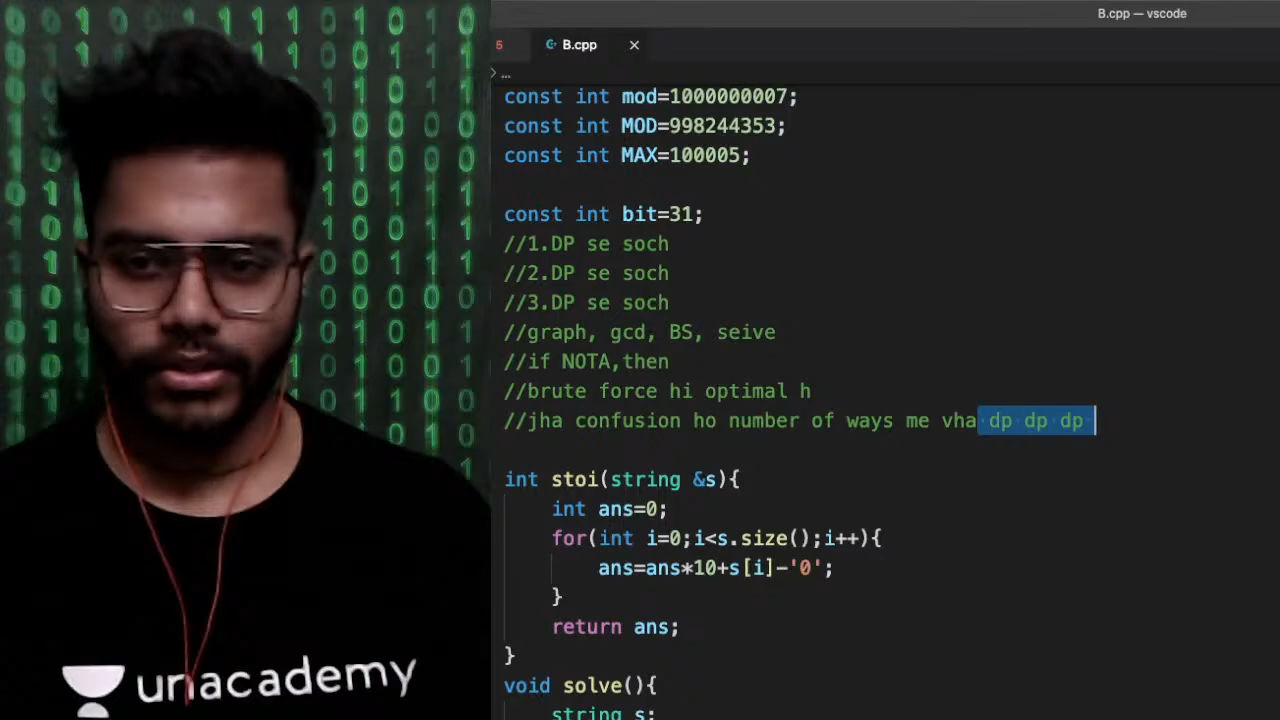 B.cpp — vscode
5 B.cpp ×
> ...
const int mod=1000000007;
const int MOD=998244353;
const int MAX=100005;
const int bit=31;
//1.DP se soch
//2.DP se soch
//3.DP se soch
//graph, gcd, BS, seive
//if NOTA,then
//brute force hi optimal h
//jha confusion ho number of ways me vha dp dp dp
int stoi(string &s){
int ans=0;
for(int i=0;i<s.size();i++){
ans=ans*10+s[i]-'0';
}
return ans;
}
void solve(){
string s;
unacademy